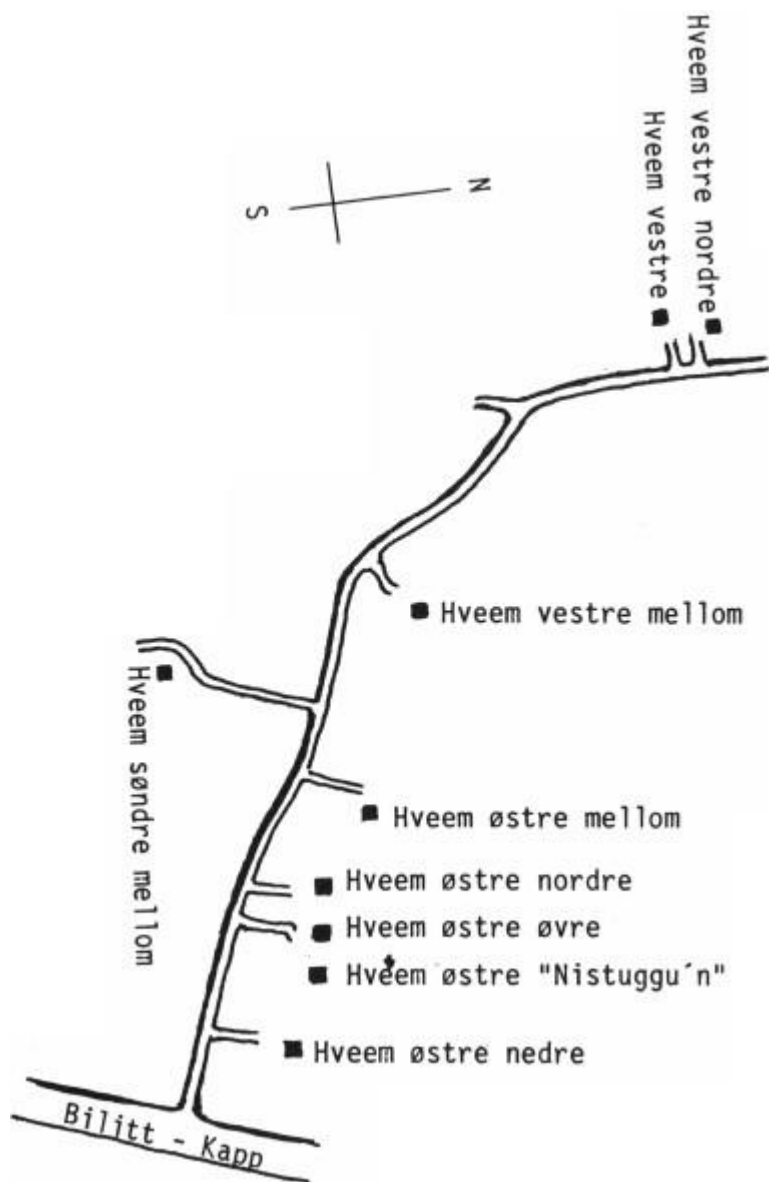 Hveem vestre nordre
Hveem vestre
N
S
Hveem vestre mellom
Hveem søndre mellom
Hveem østre mellom
Hveem østre nordre
Hveem østre øvre
Hveem østre "Nistuggu´n"
Hveem østre nedre
Bilitt - Kapp